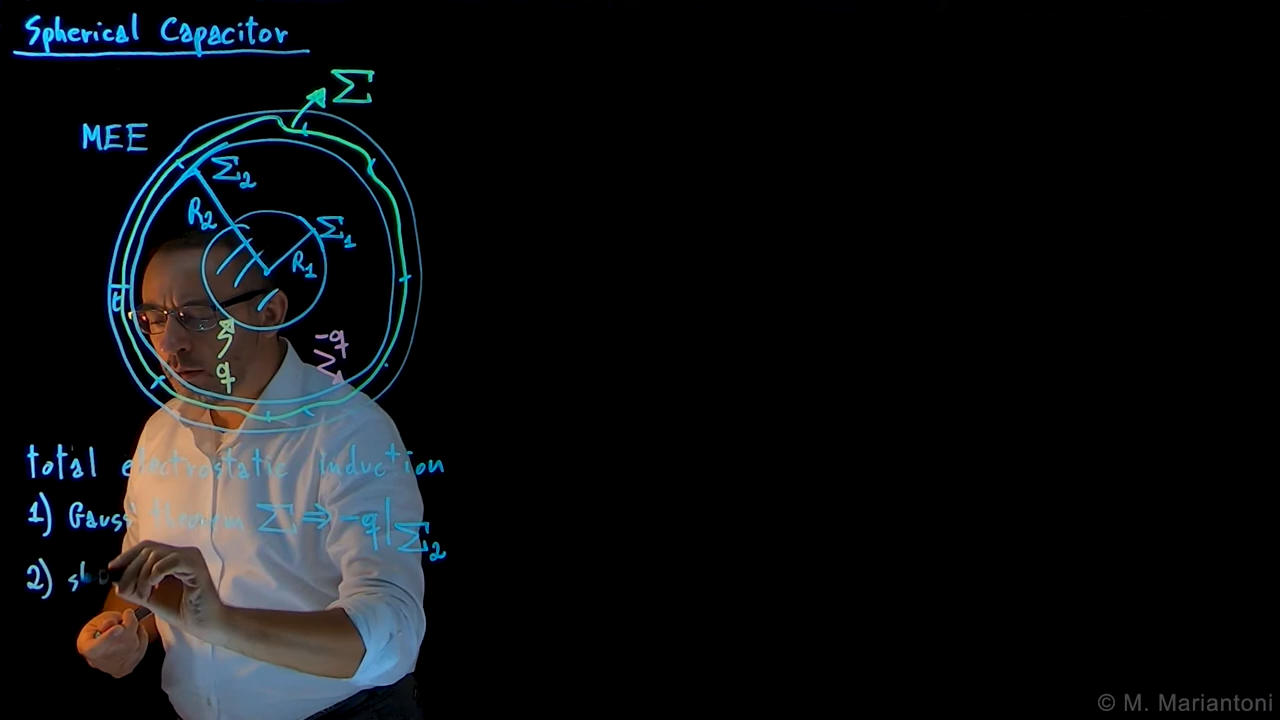 Spherical Capacitor
Σ
MEE
Σ₂
R₂
Σ₁
R₁
t
-q
q
total electrostatic induction
1) Gauss' theorem Σ ⇒ -q|Σ₂
2)
© M. Mariantoni